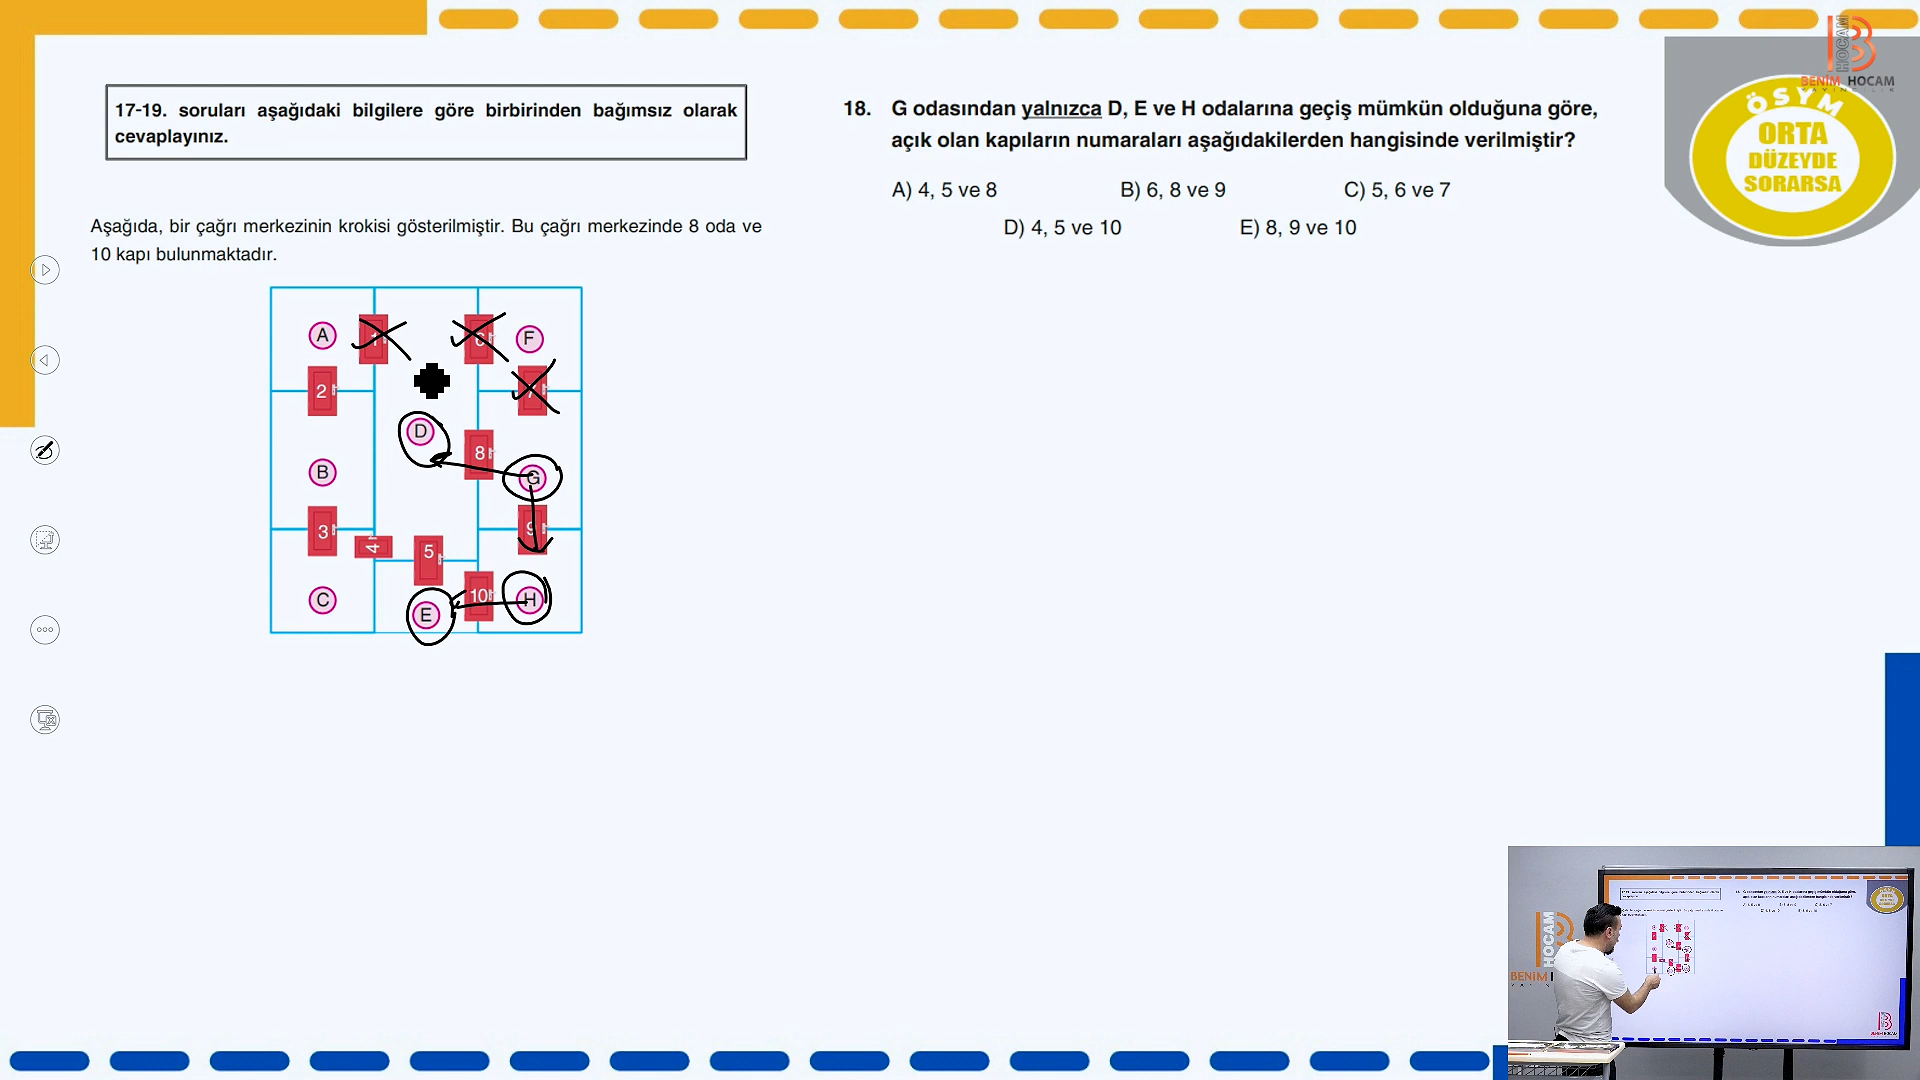 BENİM HOCAM
YAYINCILIK
17-19. soruları aşağıdaki bilgilere göre birbirinden bağımsız olarak
cevaplayınız.
Aşağıda, bir çağrı merkezinin krokisi gösterilmiştir. Bu çağrı merkezinde 8 oda ve
10 kapı bulunmaktadır.
A
F
2
D
8
B
G
3
9
4
5
C
10
H
E
18. G odasından yalnızca D, E ve H odalarına geçiş mümkün olduğuna göre,
açık olan kapıların numaraları aşağıdakilerden hangisinde verilmiştir?
A) 4, 5 ve 8 B) 6, 8 ve 9 C) 5, 6 ve 7
D) 4, 5 ve 10 E) 8, 9 ve 10
ÖSYM
ORTA
DÜZEYDE
SORARSA
HOCAM